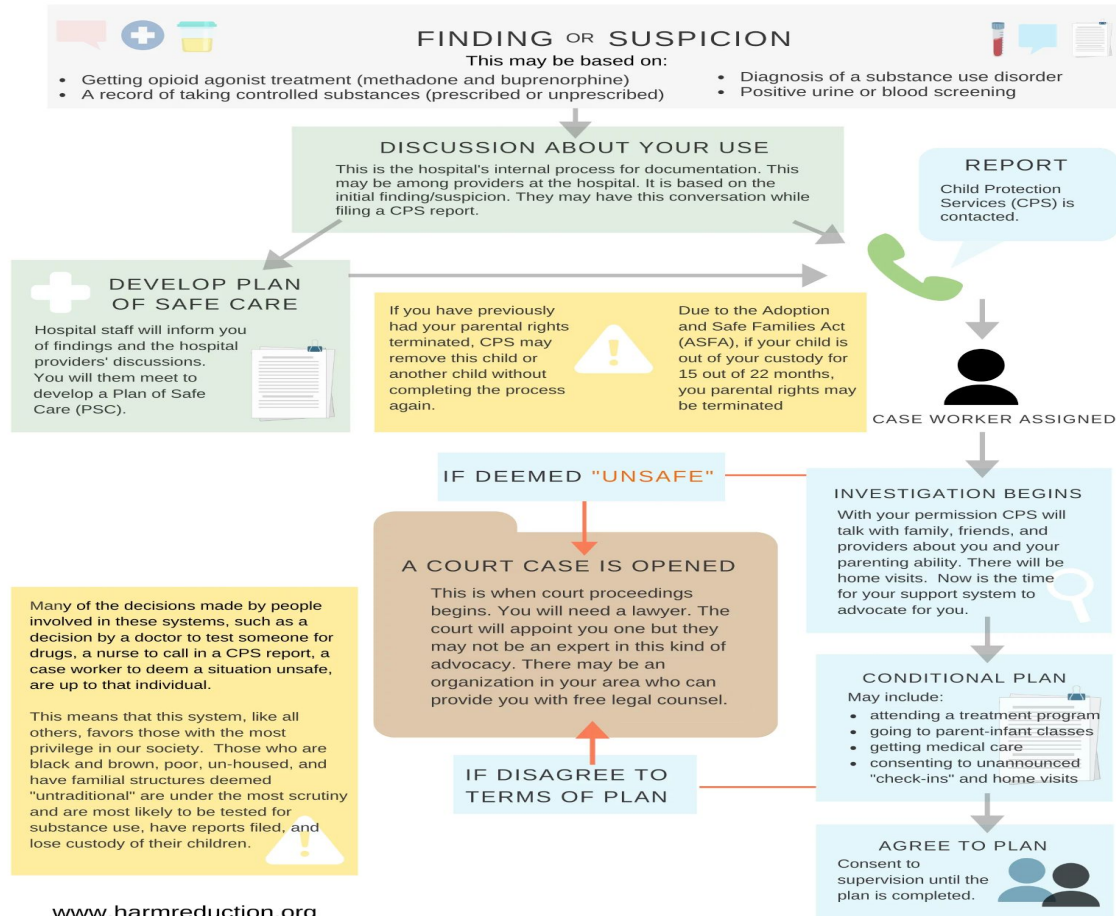 FINDING OR SUSPICION
This may be based on:
• Getting opioid agonist treatment (methadone and buprenorphine)
• A record of taking controlled substances (prescribed or unprescribed)
• Diagnosis of a substance use disorder
• Positive urine or blood screening
DISCUSSION ABOUT YOUR USE
This is the hospital's internal process for documentation. This
may be among providers at the hospital. It is based on the
initial finding/suspicion. They may have this conversation while
filing a CPS report.
REPORT
Child Protection
Services (CPS) is
contacted.
DEVELOP PLAN
OF SAFE CARE
Hospital staff will inform you
of findings and the hospital
providers' discussions.
You will them meet to
develop a Plan of Safe
Care (PSC).
If you have previously
had your parental rights
terminated, CPS may
remove this child or
another child without
completing the process
again.
Due to the Adoption
and Safe Families Act
(ASFA), if your child is
out of your custody for
15 out of 22 months,
you parental rights may
be terminated
CASE WORKER ASSIGNED
IF DEEMED "UNSAFE"
INVESTIGATION BEGINS
With your permission CPS will
talk with family, friends, and
providers about you and your
parenting ability. There will be
home visits. Now is the time
for your support system to
advocate for you.
A COURT CASE IS OPENED
This is when court proceedings
begins. You will need a lawyer. The
court will appoint you one but they
may not be an expert in this kind of
advocacy. There may be an
organization in your area who can
provide you with free legal counsel.
Many of the decisions made by people
involved in these systems, such as a
decision by a doctor to test someone for
drugs, a nurse to call in a CPS report, a
case worker to deem a situation unsafe,
are up to that individual.
This means that this system, like all
others, favors those with the most
privilege in our society. Those who are
black and brown, poor, un-housed, and
have familial structures deemed
"untraditional" are under the most scrutiny
and are most likely to be tested for
substance use, have reports filed, and
lose custody of their children.
CONDITIONAL PLAN
May include:
• attending a treatment program
• going to parent-infant classes
• getting medical care
• consenting to unannounced
"check-ins" and home visits
IF DISAGREE TO
TERMS OF PLAN
AGREE TO PLAN
Consent to
supervision until the
plan is completed.
www.harmreduction.org